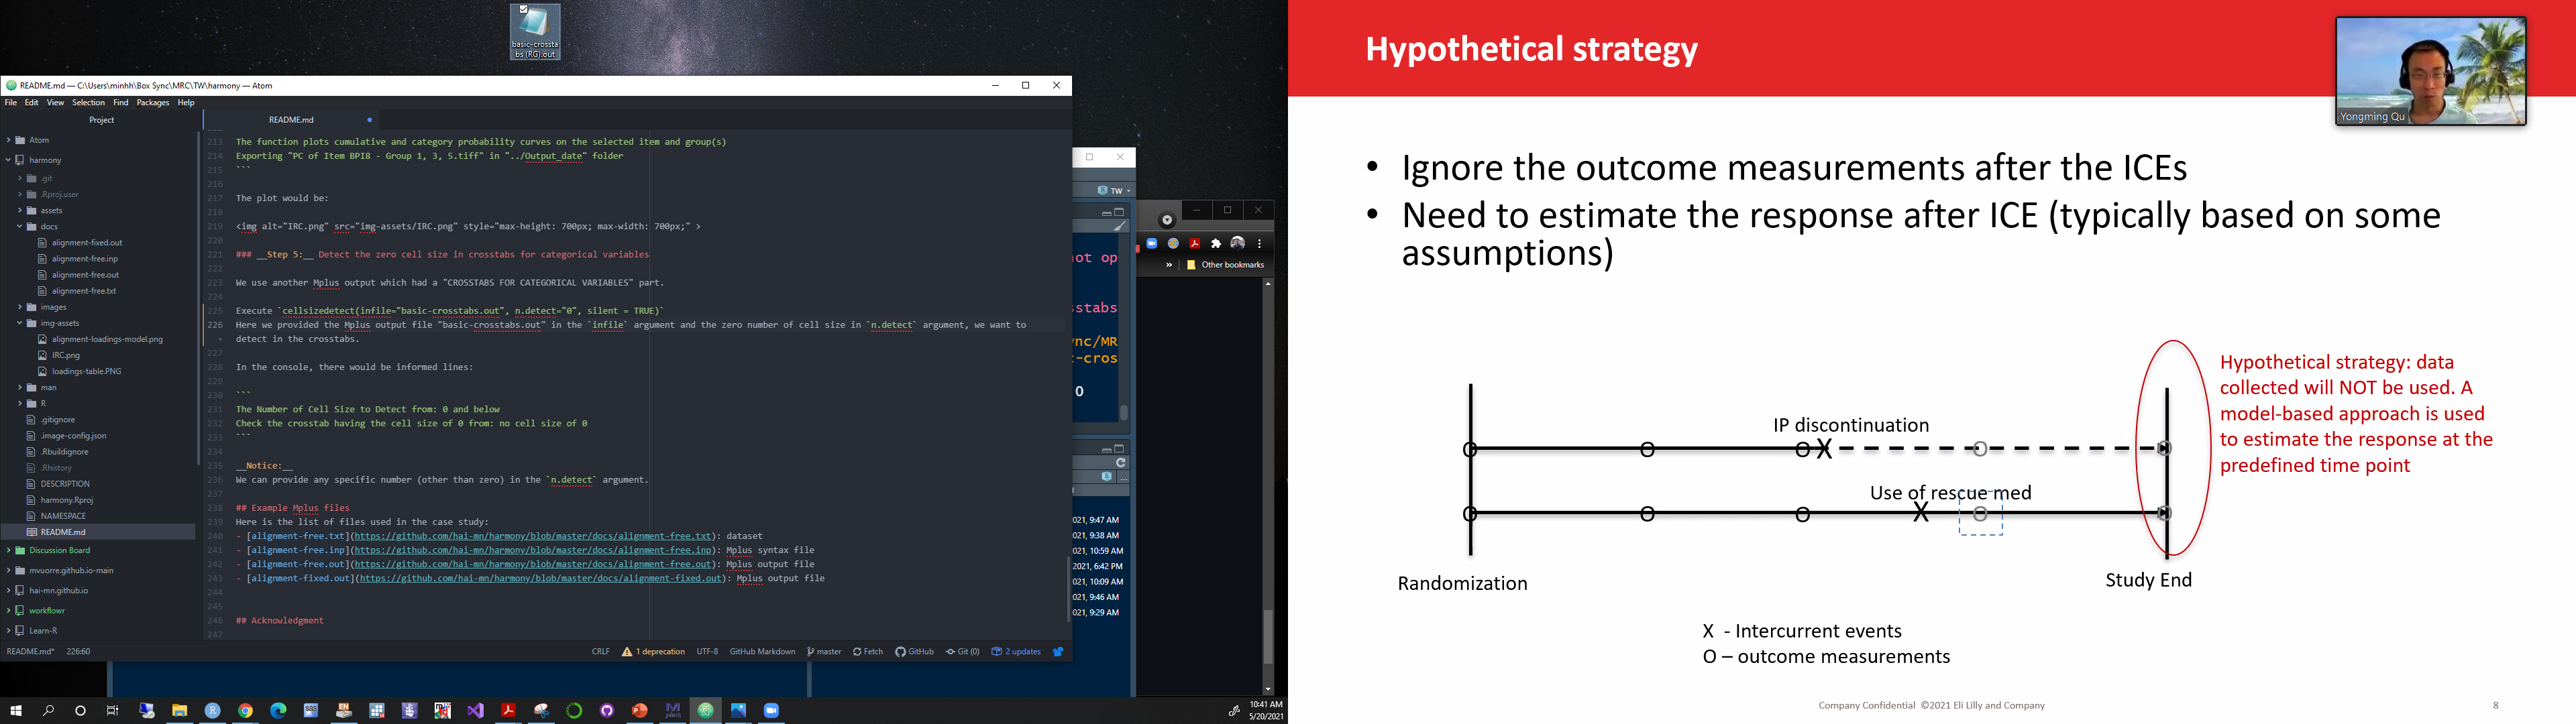 basic-crossta
bs (RG).out
README.md — C:\Users\minhh\Box Sync\MRC\TW\harmony — Atom
File Edit View Selection Find Packages Help
Project
README.md
Atom
harmony
.git
.Rproj.user
assets
docs
alignment-fixed.out
alignment-free.inp
alignment-free.out
alignment-free.txt
images
img-assets
alignment-loadings-model.png
IRC.png
loadings-table.PNG
man
R
.gitignore
.image-config.json
.Rbuildignore
.Rhistory
DESCRIPTION
harmony.Rproj
NAMESPACE
README.md
Discussion Board
mvuorre.github.io-main
hai-mn.github.io
workflowr
Learn-R
213 The function plots cumulative and category probability curves on the selected item and group(s)
214 Exporting "PC of Item BPI8 - Group 1, 3, 5.tiff" in "../Output_date" folder
215 ```
216
217 The plot would be:
218
219 <img alt="IRC.png" src="img-assets/IRC.png" style="max-height: 700px; max-width: 700px;" >
220
221 ### __Step 5:__ Detect the zero cell size in crosstabs for categorical variables
222
223 We use another Mplus output which had a "CROSSTABS FOR CATEGORICAL VARIABLES" part.
224
225 Execute `cellsizedetect(infile="basic-crosstabs.out", n.detect="0", silent = TRUE)`
226 Here we provided the Mplus output file "basic-crosstabs.out" in the `infile` argument and the zero number of cell size in `n.detect` argument, we want to
detect in the crosstabs.
227
228 In the console, there would be informed lines:
229
230 ```
231 The Number of Cell Size to Detect from: 0 and below
232 Check the crosstab having the cell size of 0 from: no cell size of 0
233 ```
234
235 __Notice:__
236 We can provide any specific number (other than zero) in the `n.detect` argument.
237
238 ## Example Mplus files
239 Here is the list of files used in the case study:
240 - [alignment-free.txt](https://github.com/hai-mn/harmony/blob/master/docs/alignment-free.txt): dataset
241 - [alignment-free.inp](https://github.com/hai-mn/harmony/blob/master/docs/alignment-free.inp): Mplus syntax file
242 - [alignment-free.out](https://github.com/hai-mn/harmony/blob/master/docs/alignment-free.out): Mplus output file
243 - [alignment-fixed.out](https://github.com/hai-mn/harmony/blob/master/docs/alignment-fixed.out): Mplus output file
244
245
246 ## Acknowledgment
247
README.md* 226:60 CRLF 1 deprecation UTF-8 GitHub Markdown master Fetch GitHub Git (0) 2 updates
TW
not op
sstabs
ync/MR
c-cros
0
021, 9:47 AM
021, 9:38 AM
021, 10:59 AM
2021, 6:42 PM
021, 10:09 AM
021, 9:46 AM
021, 9:29 AM
» Other bookmarks
10:41 AM
5/20/2021
Hypothetical strategy
Yongming Qu
• Ignore the outcome measurements after the ICEs
• Need to estimate the response after ICE (typically based on some
assumptions)
Hypothetical strategy: data
collected will NOT be used. A
model-based approach is used
to estimate the response at the
predefined time point
IP discontinuation
O O O X O O
Use of rescue med
O O O X O O
Randomization
Study End
X - Intercurrent events
O – outcome measurements
Company Confidential ©2021 Eli Lilly and Company
8